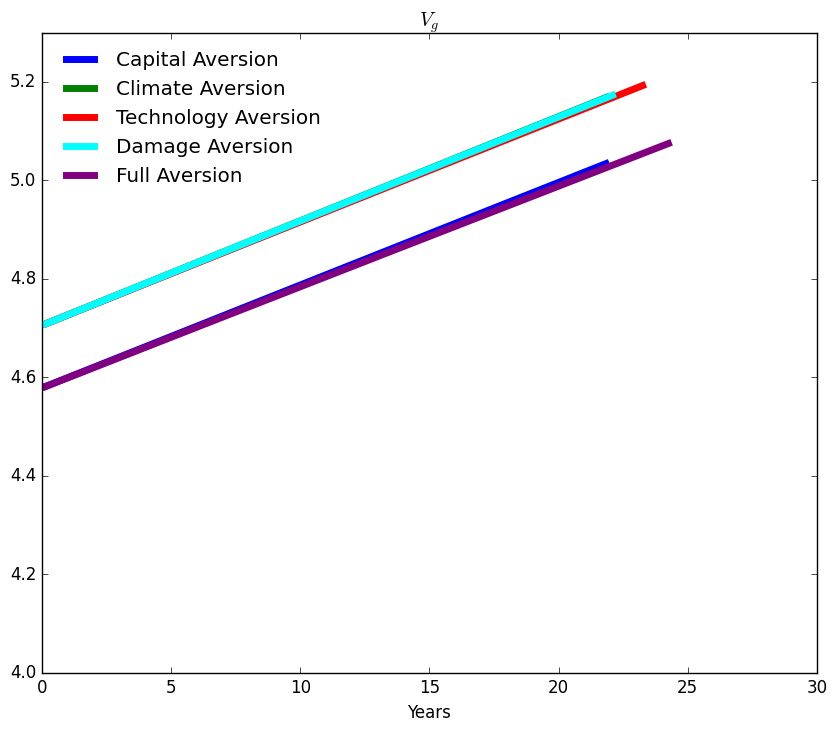 V_g
Capital Aversion
Climate Aversion
Technology Aversion
Damage Aversion
Full Aversion
5.2
5.0
4.8
4.6
4.4
4.2
4.0
0 5 10 15 20 25 30
Years